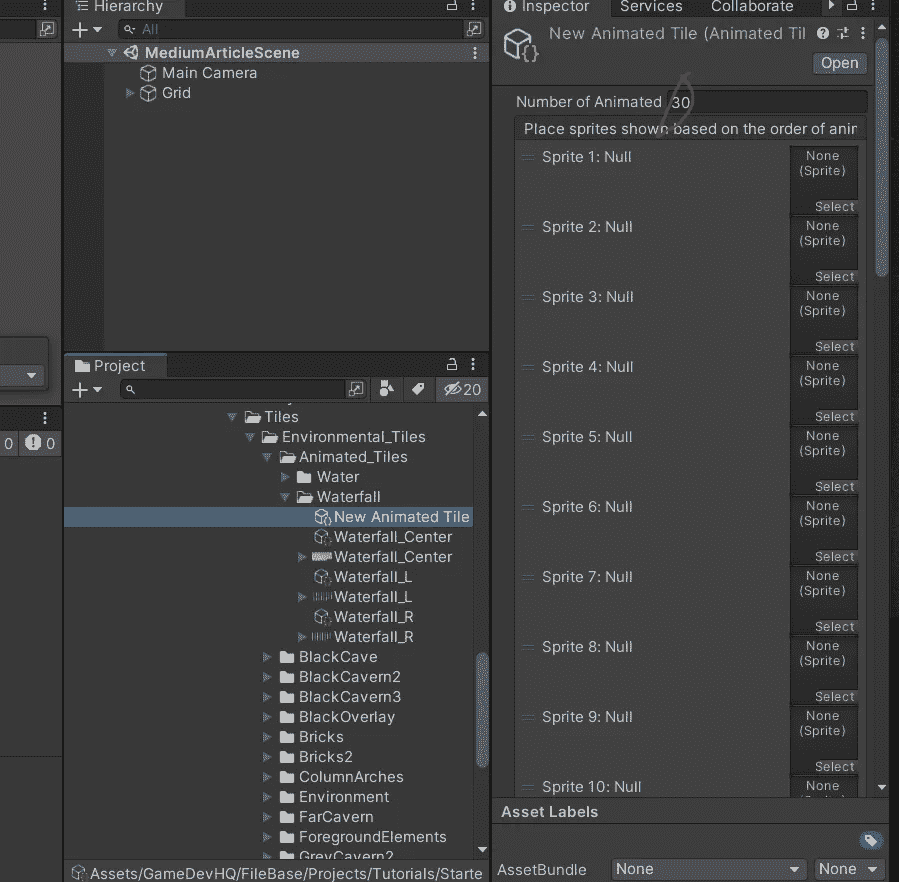 Hierarchy
All
MediumArticleScene
Main Camera
Grid
Project
20
Tiles
Environmental_Tiles
Animated_Tiles
Water
Waterfall
New Animated Tile
Waterfall_Center
Waterfall_Center
Waterfall_L
Waterfall_L
Waterfall_R
Waterfall_R
BlackCave
BlackCavern2
BlackCavern3
BlackOverlay
Bricks
Bricks2
ColumnArches
Environment
FarCavern
ForegroundElements
GreyCavern2
Assets/GameDevHQ/FileBase/Projects/Tutorials/Starte
0 0
Inspector Services Collaborate
New Animated Tile (Animated Til
Open
Number of Animated 30
Place sprites shown based on the order of anin
Sprite 1: Null None
(Sprite)
Select
Sprite 2: Null None
(Sprite)
Select
Sprite 3: Null None
(Sprite)
Select
Sprite 4: Null None
(Sprite)
Select
Sprite 5: Null None
(Sprite)
Select
Sprite 6: Null None
(Sprite)
Select
Sprite 7: Null None
(Sprite)
Select
Sprite 8: Null None
(Sprite)
Select
Sprite 9: Null None
(Sprite)
Select
Sprite 10: Null None
Asset Labels
AssetBundle None None